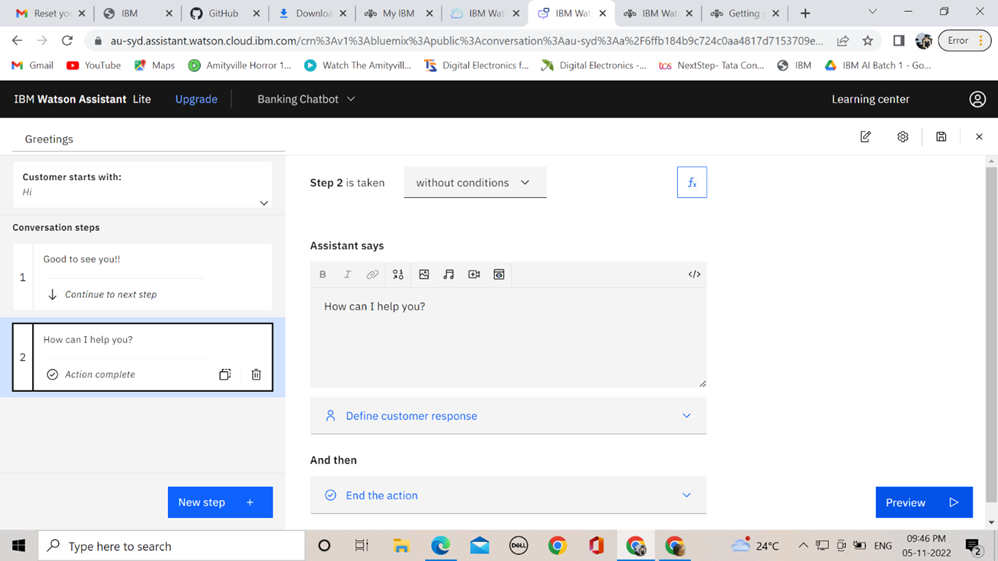 Reset yo
IBM
GitHub
Downloa
My IBM
IBM Wat
IBM Wat
IBM Wat
Getting s
au-syd.assistant.watson.cloud.ibm.com/crn%3Av1%3Abluemix%3Apublic%3Aconversation%3Aau-syd%3Aa%2F6ffb184b9c724c0aa4817d7153709e...
Error
Gmail
YouTube
Maps
Amityville Horror 1...
Watch The Amityvill...
Digital Electronics f...
Digital Electronics -...
tcs NextStep- Tata Con...
IBM
IBM AI Batch 1 - Go...
IBM Watson Assistant Lite
Upgrade
Banking Chatbot
Learning center
Greetings
Customer starts with:
Hi
Conversation steps
1
Good to see you!!
Continue to next step
2
How can I help you?
Action complete
New step +
Step 2 is taken
without conditions
fx
Assistant says
B I
</>
How can I help you?
Define customer response
And then
End the action
Preview
Type here to search
DELL
24°C
ENG
09:46 PM
05-11-2022
2